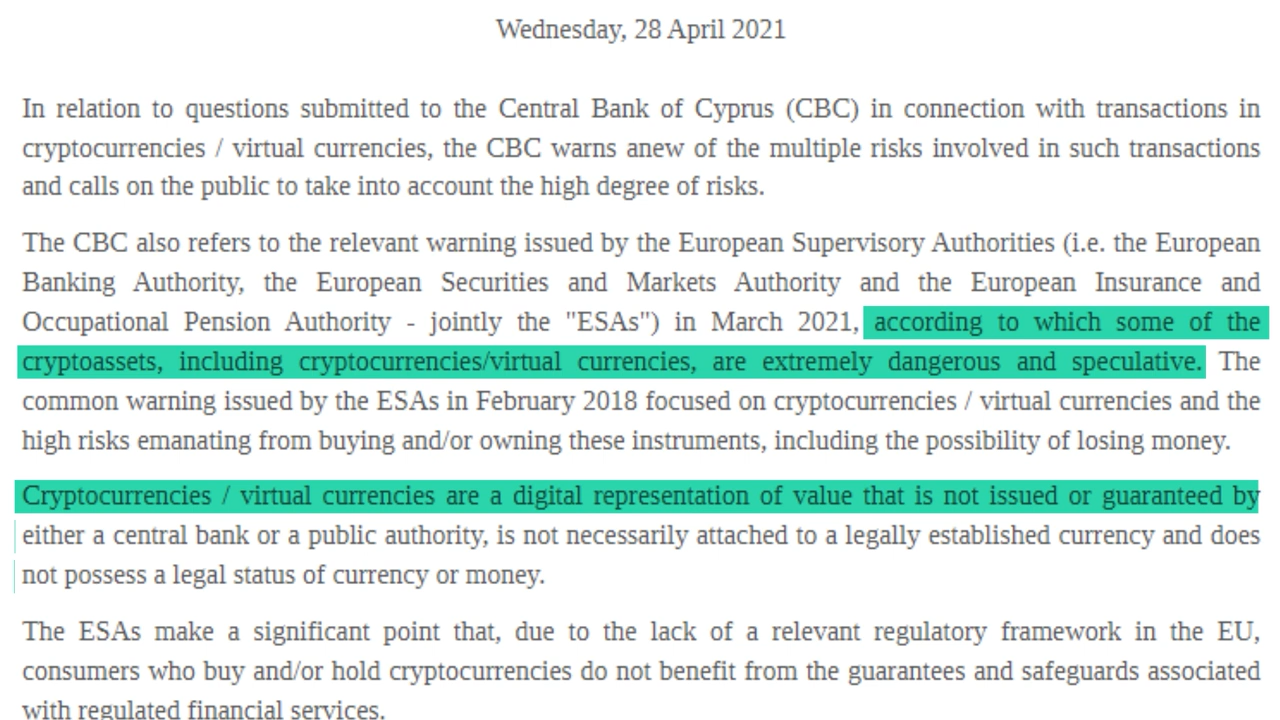 Wednesday, 28 April 2021
In relation to questions submitted to the Central Bank of Cyprus (CBC) in connection with transactions in
cryptocurrencies / virtual currencies, the CBC warns anew of the multiple risks involved in such transactions
and calls on the public to take into account the high degree of risks.
The CBC also refers to the relevant warning issued by the European Supervisory Authorities (i.e. the European
Banking Authority, the European Securities and Markets Authority and the European Insurance and
Occupational Pension Authority - jointly the "ESAs") in March 2021, according to which some of the
cryptoassets, including cryptocurrencies/virtual currencies, are extremely dangerous and speculative. The
common warning issued by the ESAs in February 2018 focused on cryptocurrencies / virtual currencies and the
high risks emanating from buying and/or owning these instruments, including the possibility of losing money.
Cryptocurrencies / virtual currencies are a digital representation of value that is not issued or guaranteed by
either a central bank or a public authority, is not necessarily attached to a legally established currency and does
not possess a legal status of currency or money.
The ESAs make a significant point that, due to the lack of a relevant regulatory framework in the EU,
consumers who buy and/or hold cryptocurrencies do not benefit from the guarantees and safeguards associated
with regulated financial services.